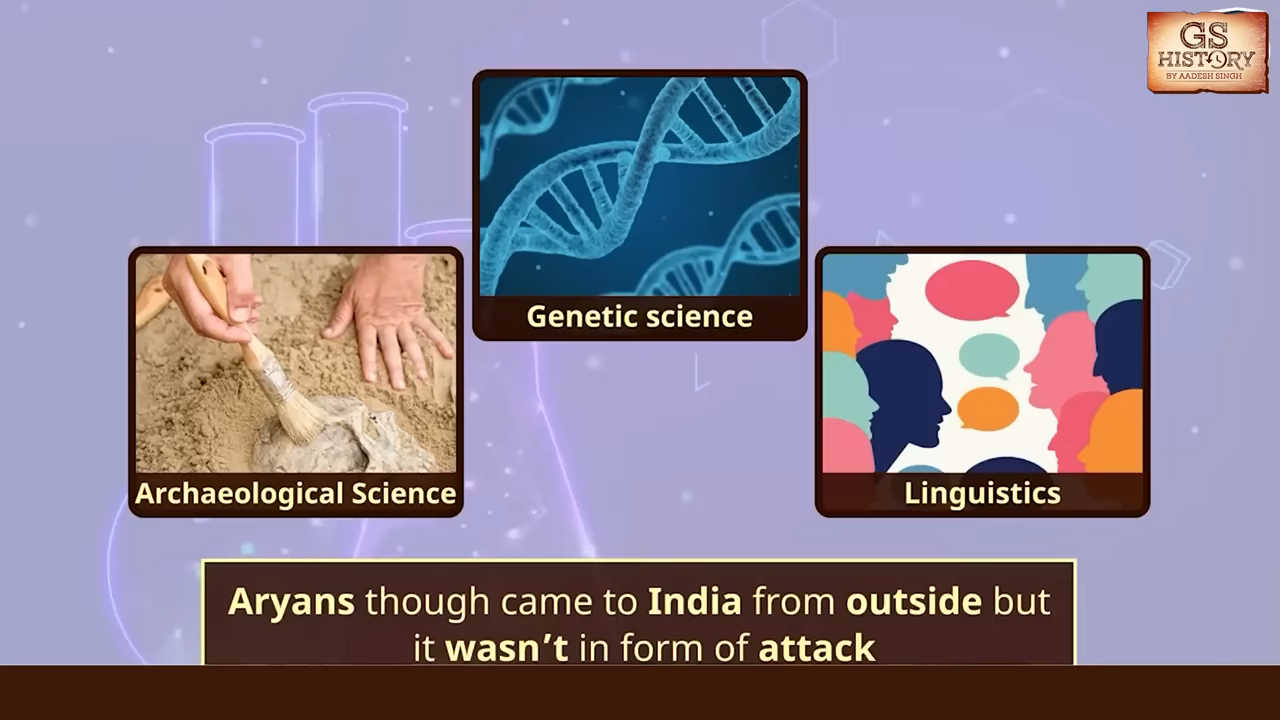 GS
HISTORY
BY AADESH SINGH
Genetic science
Archaeological Science
Linguistics
Aryans though came to India from outside but
it wasn’t in form of attack